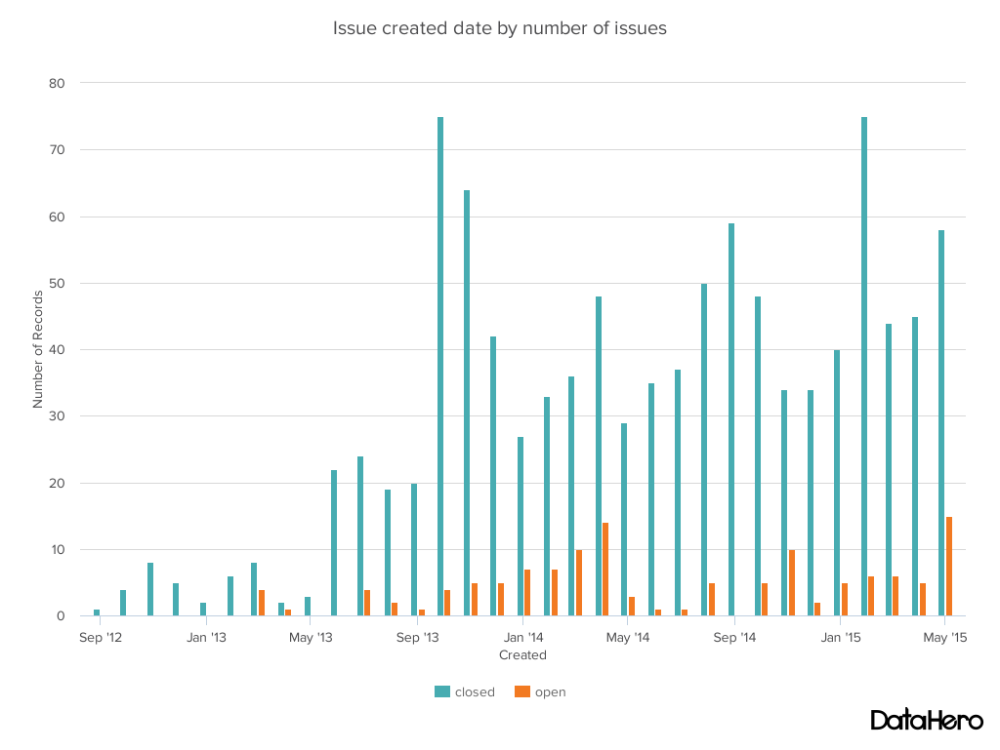 Issue created date by number of issues
80
70
60
50
40
30
20
10
0
Number of Records
Sep '12 Jan '13 May '13 Sep '13 Jan '14 May '14 Sep '14 Jan '15 May '15
Created
closed open
DataHero